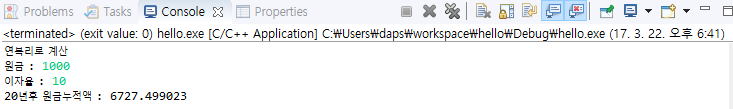 Problems Tasks Console Properties
<terminated> (exit value: 0) hello.exe [C/C++ Application] C:₩Users₩daps₩workspace₩hello₩Debug₩hello.exe (17. 3. 22. 오후 6:41)
연복리로 계산
원금 : 1000
이자율 : 10
20년후 원금누적액 : 6727.499023